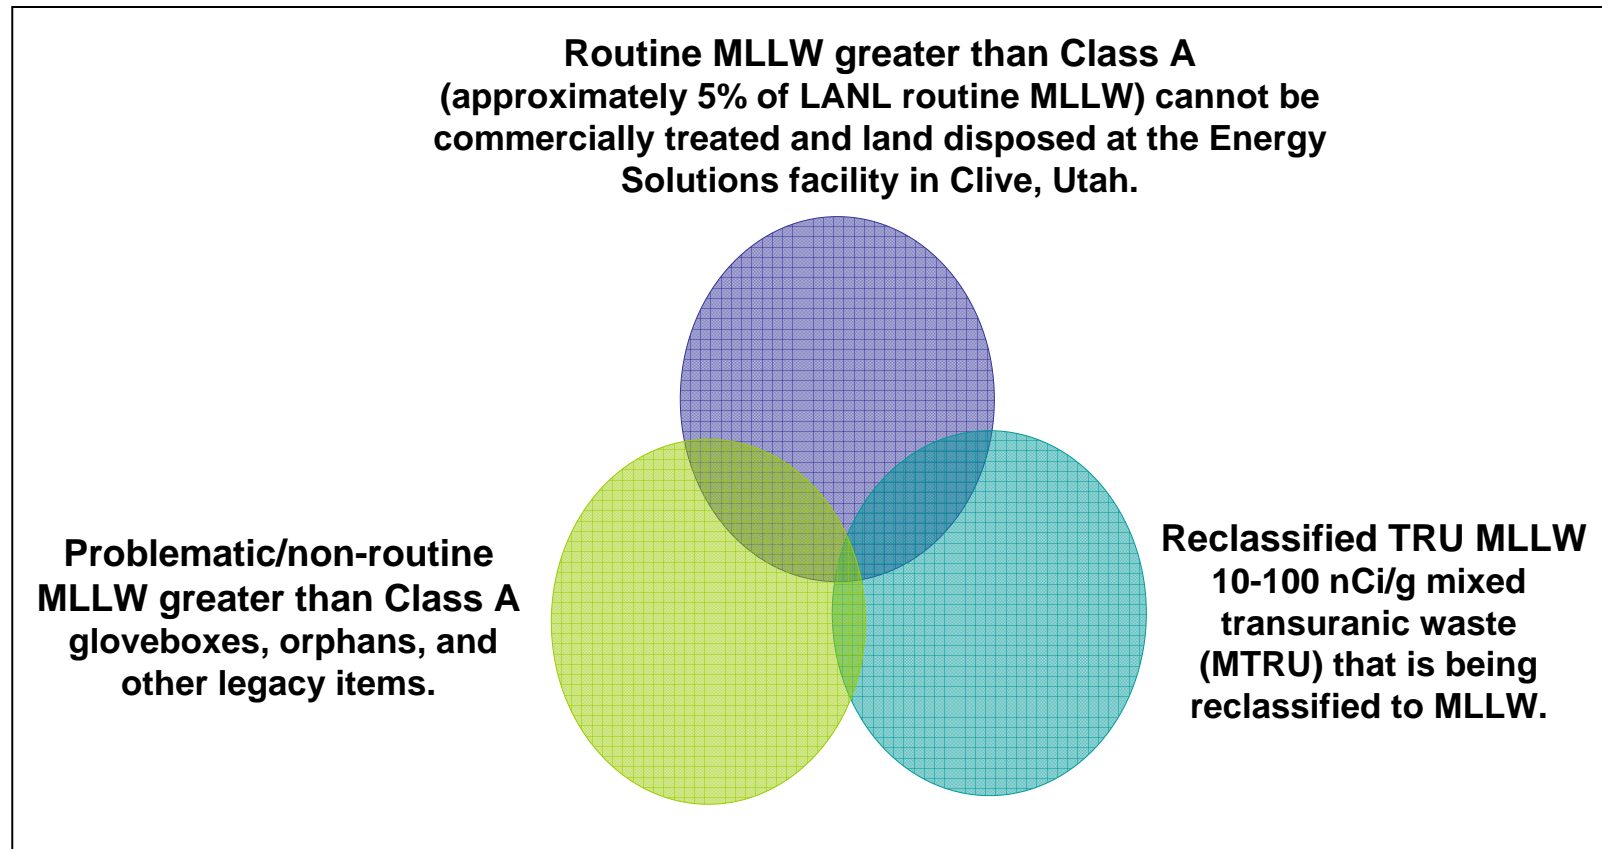 Routine MLLW greater than Class A
(approximately 5% of LANL routine MLLW) cannot be
commercially treated and land disposed at the Energy
Solutions facility in Clive, Utah.
Problematic/non-routine
MLLW greater than Class A
gloveboxes, orphans, and
other legacy items.
Reclassified TRU MLLW
10-100 nCi/g mixed
transuranic waste
(MTRU) that is being
reclassified to MLLW.